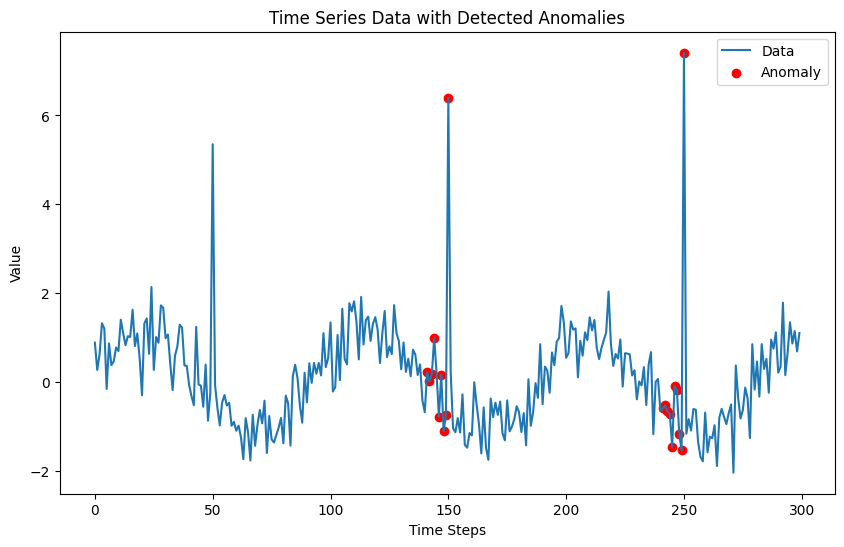 Time Series Data with Detected Anomalies
Data
Anomaly
6
4
2
0
−2
Value
0 50 100 150 200 250 300
Time Steps